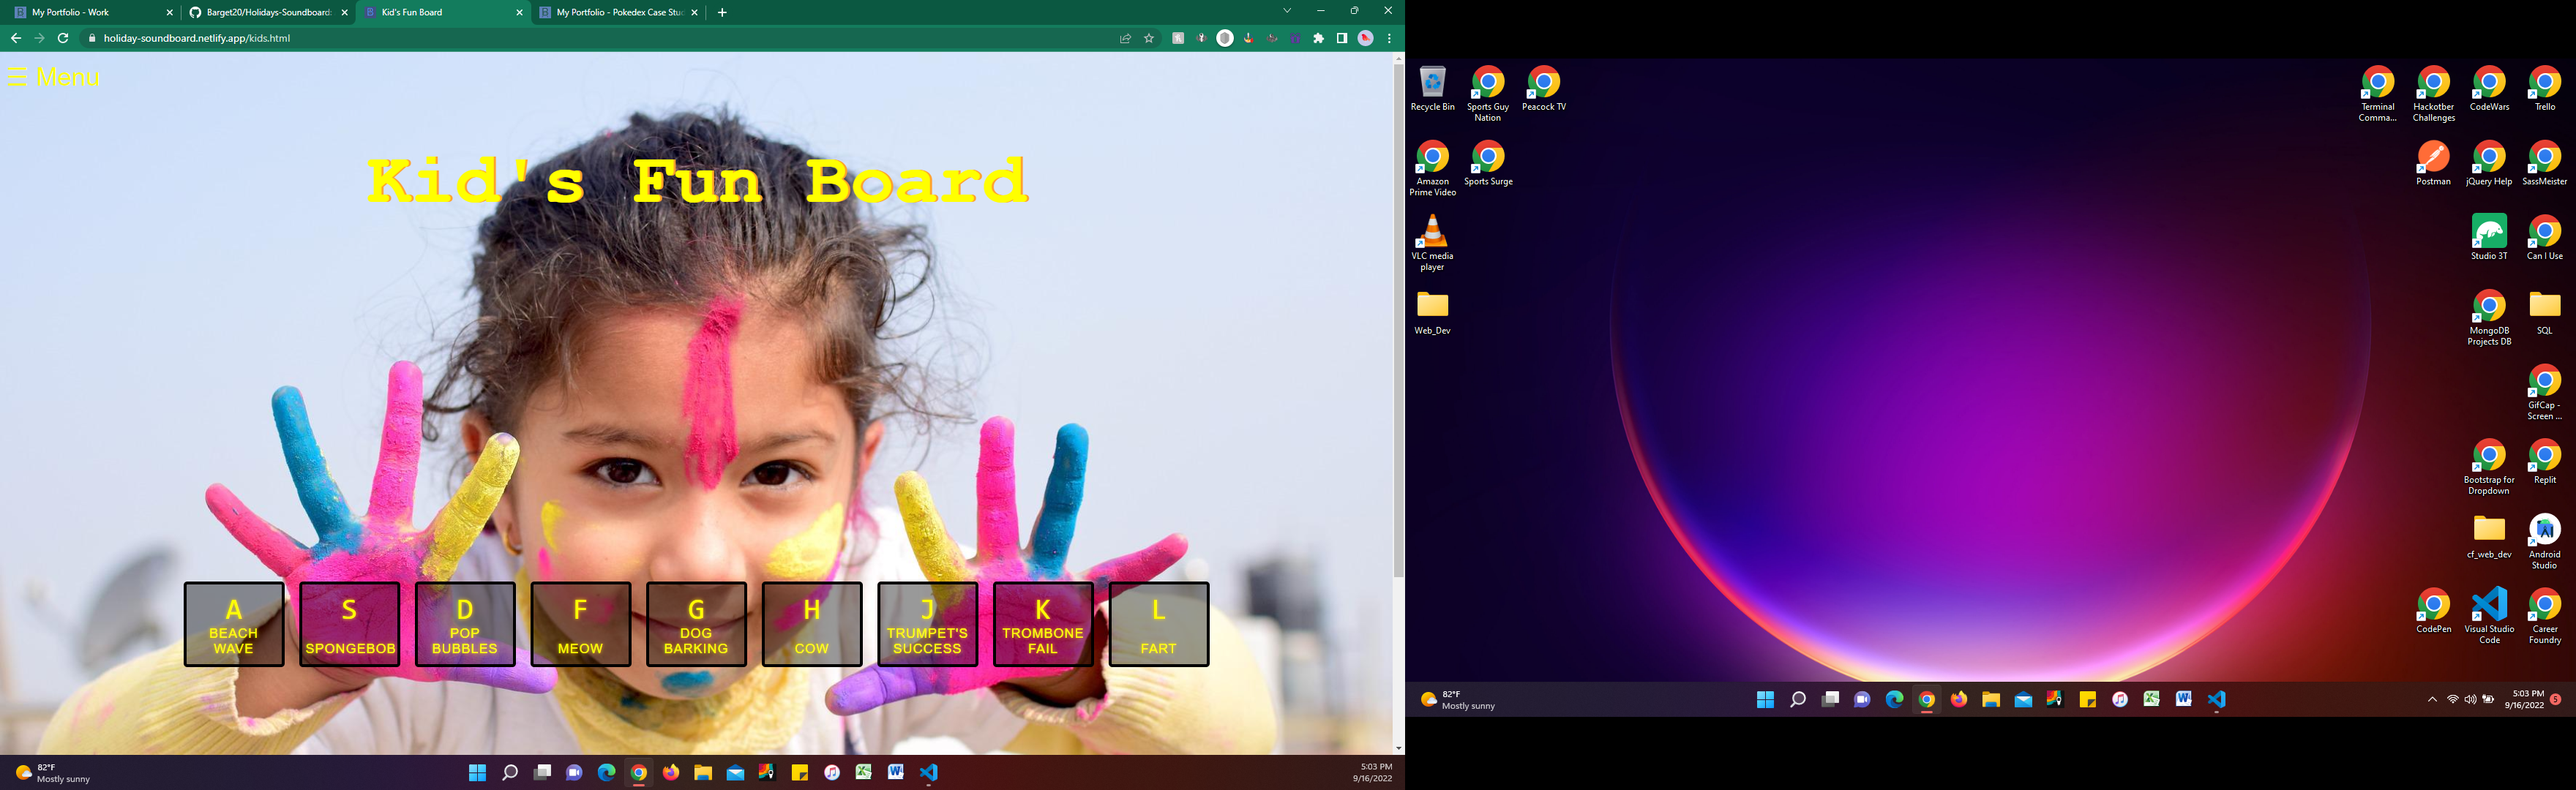 My Portfolio - Work
Barget20/Holidays-Soundboard:
Kid's Fun Board
My Portfolio - Pokedex Case Stud
holiday-soundboard.netlify.app/kids.html
☰ Menu
Kid's Fun Board
A
BEACH
WAVE
S
SPONGEBOB
D
POP
BUBBLES
F
MEOW
G
DOG
BARKING
H
COW
J
TRUMPET'S
SUCCESS
K
TROMBONE
FAIL
L
FART
82°F
Mostly sunny
5:03 PM
9/16/2022
Recycle Bin
Sports Guy
Nation
Peacock TV
Amazon
Prime Video
Sports Surge
VLC media
player
Web_Dev
Terminal
Comma...
Hackotber
Challenges
CodeWars
Trello
Postman
jQuery Help
SassMeister
Studio 3T
Can I Use
MongoDB
Projects DB
SQL
GifCap -
Screen ...
Bootstrap for
Dropdown
Replit
cf_web_dev
Android
Studio
CodePen
Visual Studio
Code
Career
Foundry
82°F
Mostly sunny
5:03 PM
9/16/2022
5